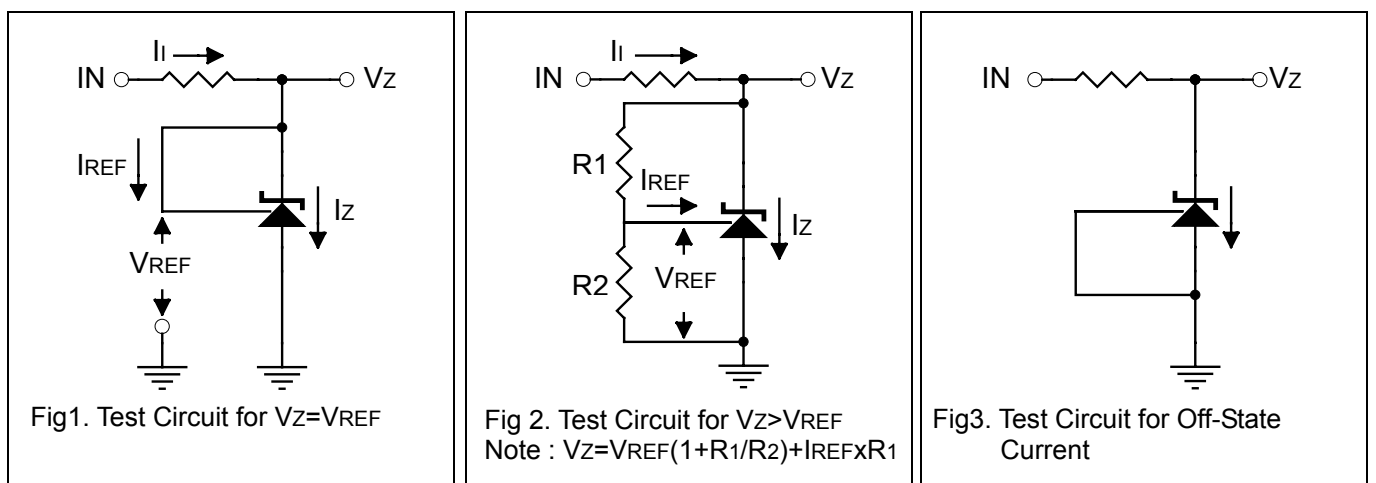 II
IN
VZ
IREF
IZ
VREF
Fig1. Test Circuit for VZ=VREF
II
IN
VZ
R1
IREF
IZ
R2
VREF
Fig 2. Test Circuit for VZ>VREF
Note : VZ=VREF(1+R1/R2)+IREFxR1
IN
VZ
Fig3. Test Circuit for Off-State
Current